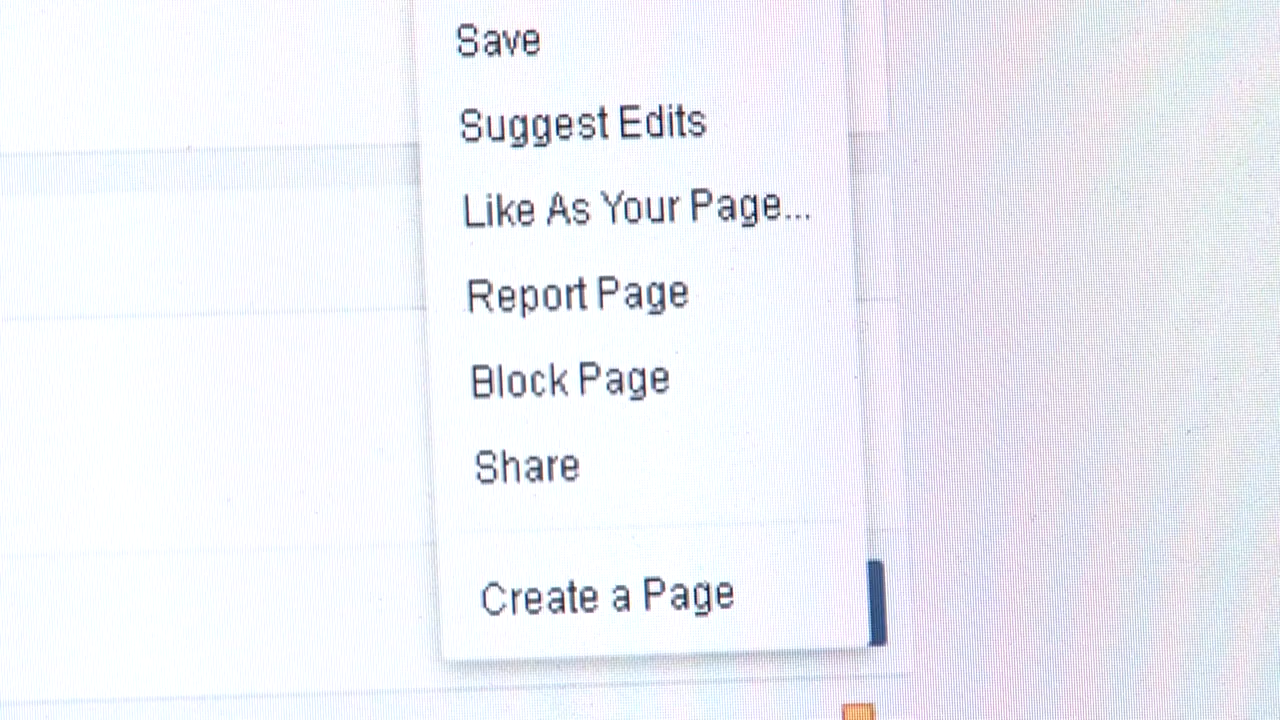 Save
Suggest Edits
Like As Your Page...
Report Page
Block Page
Share
Create a Page